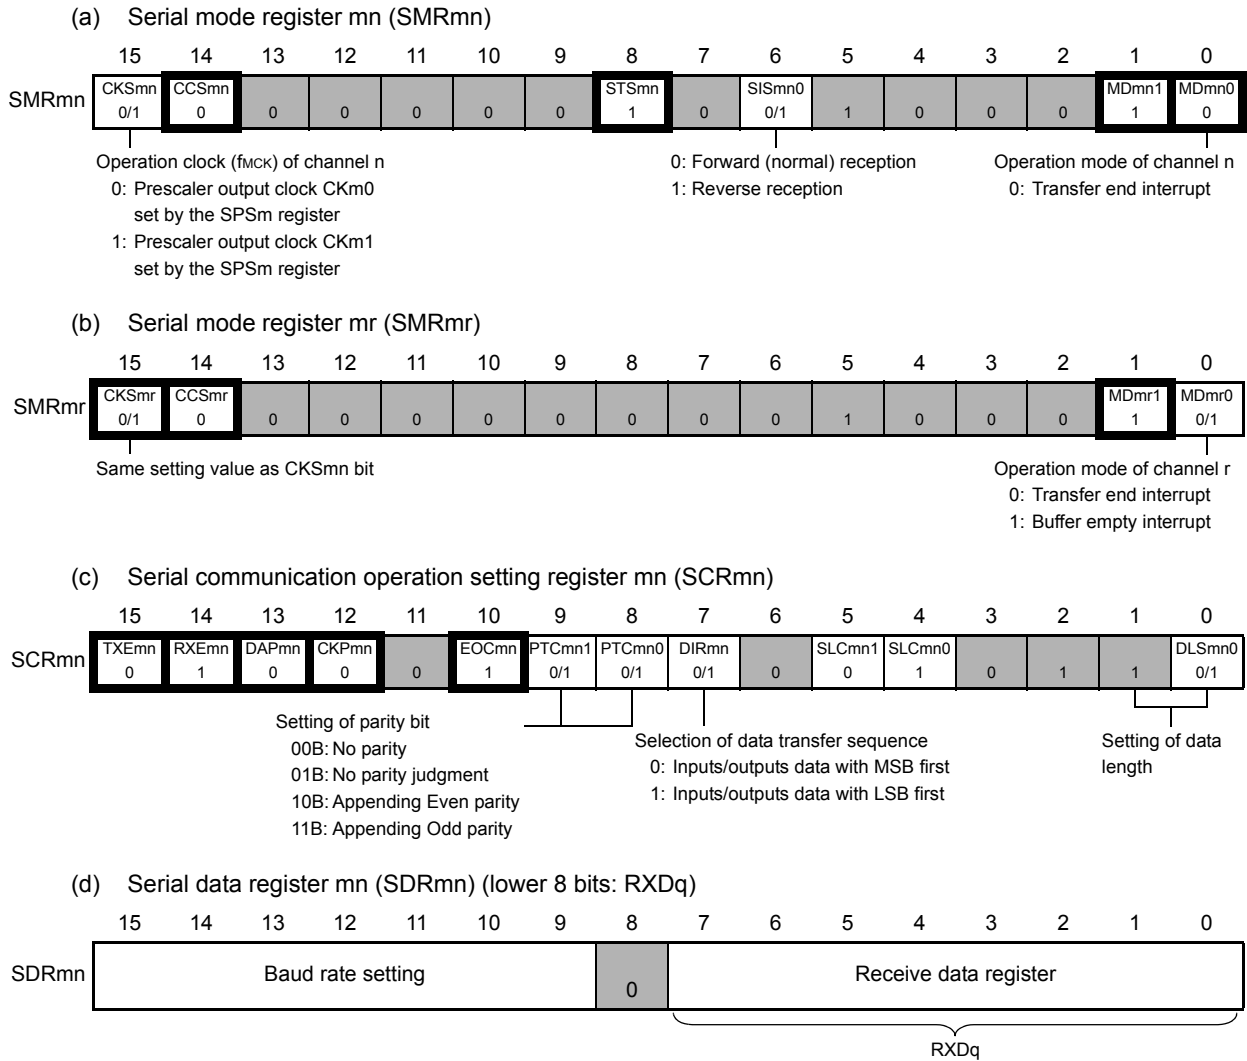 (a) Serial mode register mn (SMRmn)
15 14 13 12 11 10 9 8 7 6 5 4 3 2 1 0
CKSmn CCSmn STSmn SISmn0 MDmn1 MDmn0
SMRmn
0/1 0 0 0 0 0 0 1 0 0/1 1 0 0 0 1 0
Operation clock (fMCK) of channel n
0: Prescaler output clock CKm0
set by the SPSm register
1: Prescaler output clock CKm1
set by the SPSm register
0: Forward (normal) reception
1: Reverse reception
Operation mode of channel n
0: Transfer end interrupt
(b) Serial mode register mr (SMRmr)
15 14 13 12 11 10 9 8 7 6 5 4 3 2 1 0
CKSmr CCSmr MDmr1 MDmr0
SMRmr
0/1 0 0 0 0 0 0 0 0 0 1 0 0 0 1 0/1
Same setting value as CKSmn bit
Operation mode of channel r
0: Transfer end interrupt
1: Buffer empty interrupt
(c) Serial communication operation setting register mn (SCRmn)
15 14 13 12 11 10 9 8 7 6 5 4 3 2 1 0
TXEmn RXEmn DAPmn CKPmn EOCmn PTCmn1 PTCmn0 DIRmn SLCmn1 SLCmn0 DLSmn0
SCRmn
0 1 0 0 0 1 0/1 0/1 0/1 0 0 1 0 1 1 0/1
Setting of parity bit
00B: No parity
01B: No parity judgment
10B: Appending Even parity
11B: Appending Odd parity
Selection of data transfer sequence
0: Inputs/outputs data with MSB first
1: Inputs/outputs data with LSB first
Setting of data
length
(d) Serial data register mn (SDRmn) (lower 8 bits: RXDq)
15 14 13 12 11 10 9 8 7 6 5 4 3 2 1 0
SDRmn
Baud rate setting
0
Receive data register
RXDq